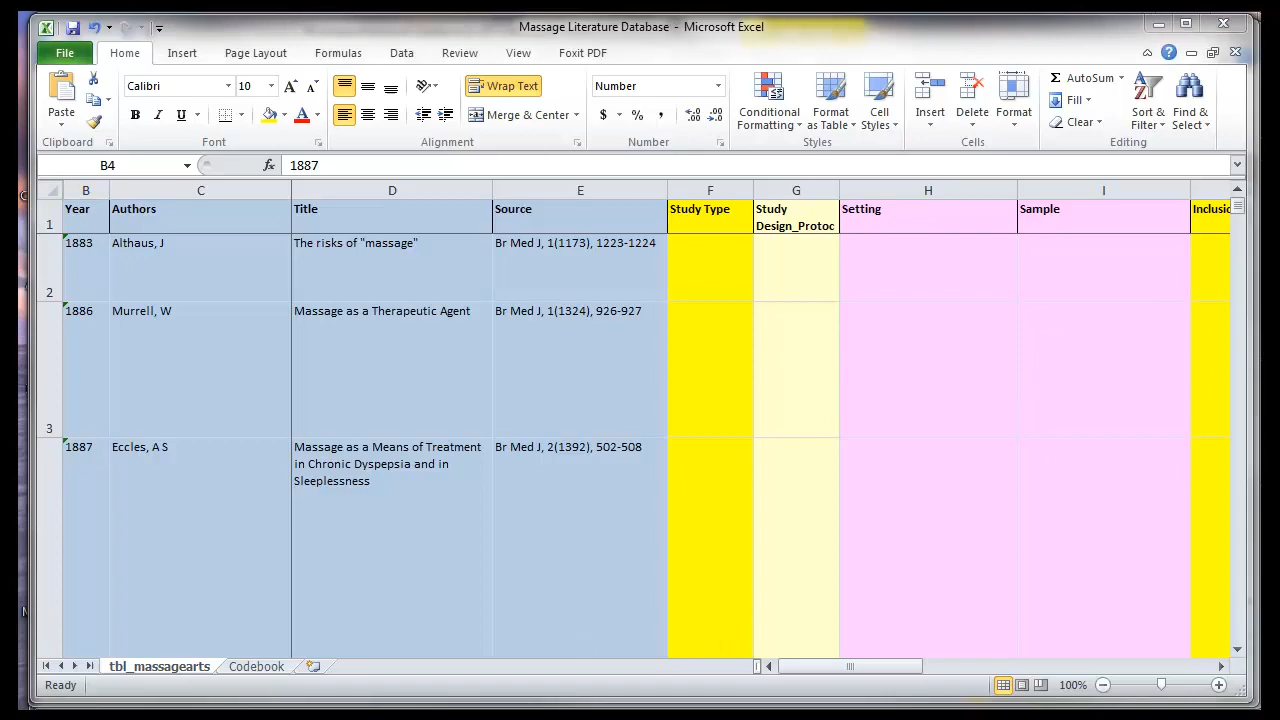 Massage Literature Database - Microsoft Excel
File Home Insert Page Layout Formulas Data Review View Foxit PDF
Calibri 10 Wrap Text Number AutoSum
Fill
Paste B I U A Merge & Center $ % , Conditional Formatting Format as Table Cell Styles Insert Delete Format Clear Sort & Filter Find & Select
Clipboard Font Alignment Number Styles Cells Editing
B4 fx 1887
B C D E F G H I
1 Year Authors Title Source Study Type Study Design_Protoc Setting Sample Inclusio
2 1883 Althaus, J The risks of "massage" Br Med J, 1(1173), 1223-1224
3 1886 Murrell, W Massage as a Therapeutic Agent Br Med J, 1(1324), 926-927
1887 Eccles, A S Massage as a Means of Treatment Br Med J, 2(1392), 502-508
in Chronic Dyspepsia and in
Sleeplessness
tbl_massagearts Codebook
Ready 100%